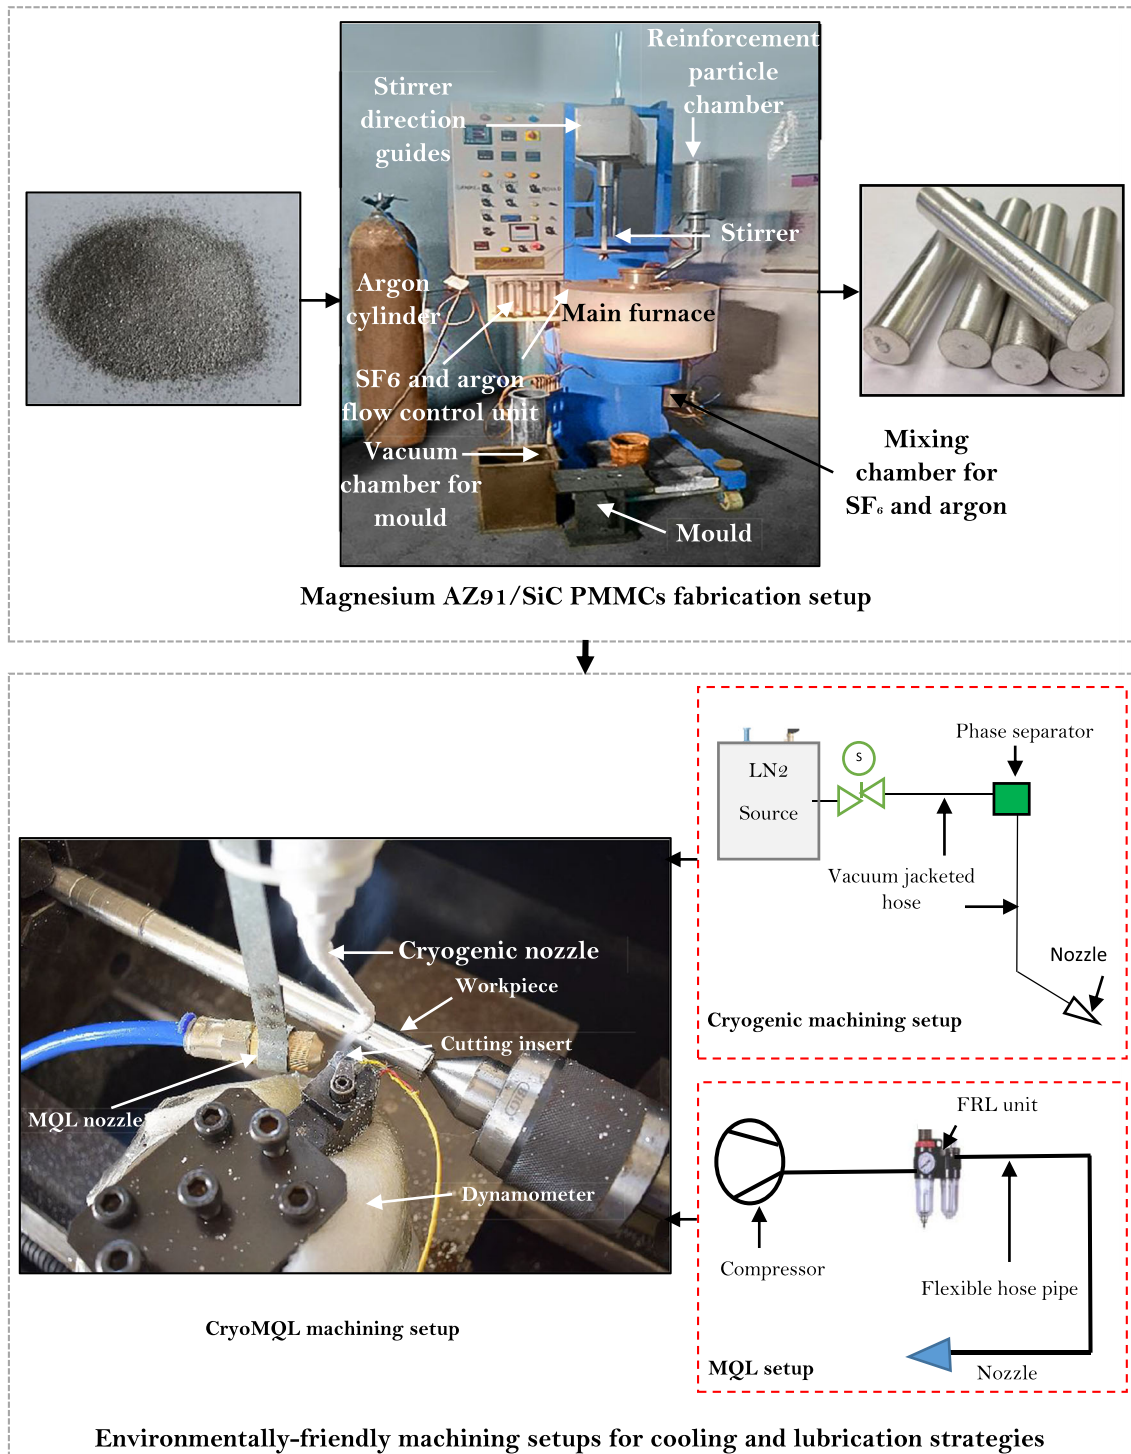 Reinforcement
particle
chamber
Stirrer
direction
guides
Stirrer
Argon
cylinder
Main furnace
SF6 and argon
flow control unit
Vacuum
chamber for
mould
Mould
Mixing
chamber for
SF₆ and argon
Magnesium AZ91/SiC PMMCs fabrication setup
Phase separator
S
LN2
Source
Vacuum jacketed
hose
Nozzle
Cryogenic machining setup
Cryogenic nozzle
Workpiece
Cutting insert
MQL nozzle
Dynamometer
CryoMQL machining setup
FRL unit
Compressor
Flexible hose pipe
Nozzle
MQL setup
Environmentally-friendly machining setups for cooling and lubrication strategies